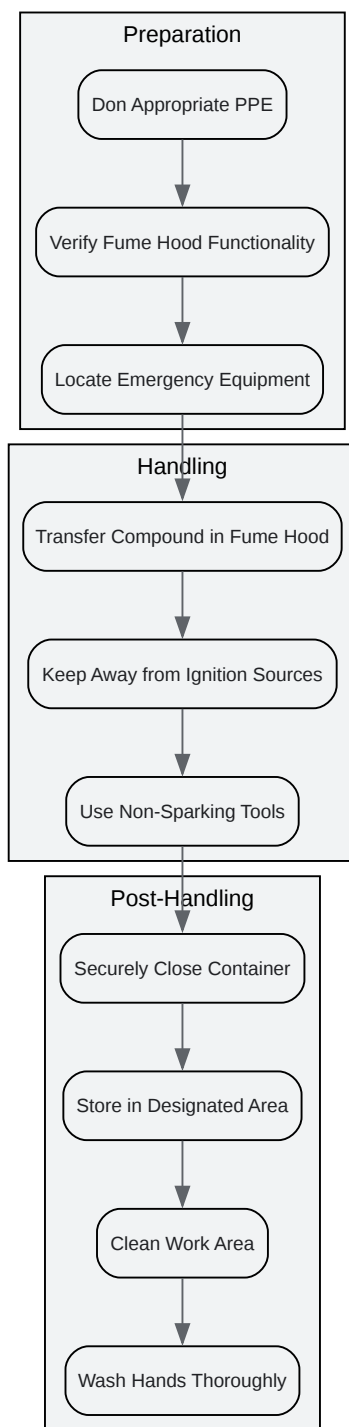 Preparation
Don Appropriate PPE
Verify Fume Hood Functionality
Locate Emergency Equipment
Handling
Transfer Compound in Fume Hood
Keep Away from Ignition Sources
Use Non-Sparking Tools
Post-Handling
Securely Close Container
Store in Designated Area
Clean Work Area
Wash Hands Thoroughly